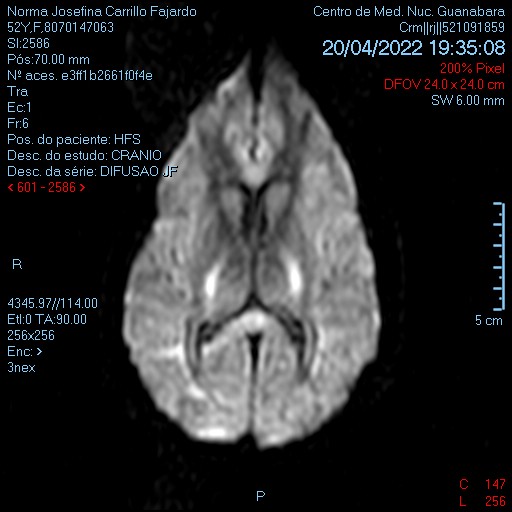 Norma Josefina Carrillo Fajardo
52Y,F,8070147063
SI:2586
Pós:70.00 mm
Nº aces. e3ff1b2661f0f4e
Tra
Ec:1
Fr:6
Pos. do paciente: HFS
Desc. do estudo: CRANIO
Desc. da série: DIFUSAO JF
< 601 - 2586 >
Centro de Med. Nuc. Guanabara
Crm||rj||521091859
20/04/2022 19:35:08
200% Pixel
DFOV 24.0 x 24.0 cm
SW 6.00 mm
R
5 cm
4345.97//114.00
Etl:0 TA:90.00
256x256
Enc: >
3nex
P
C 147
L 256